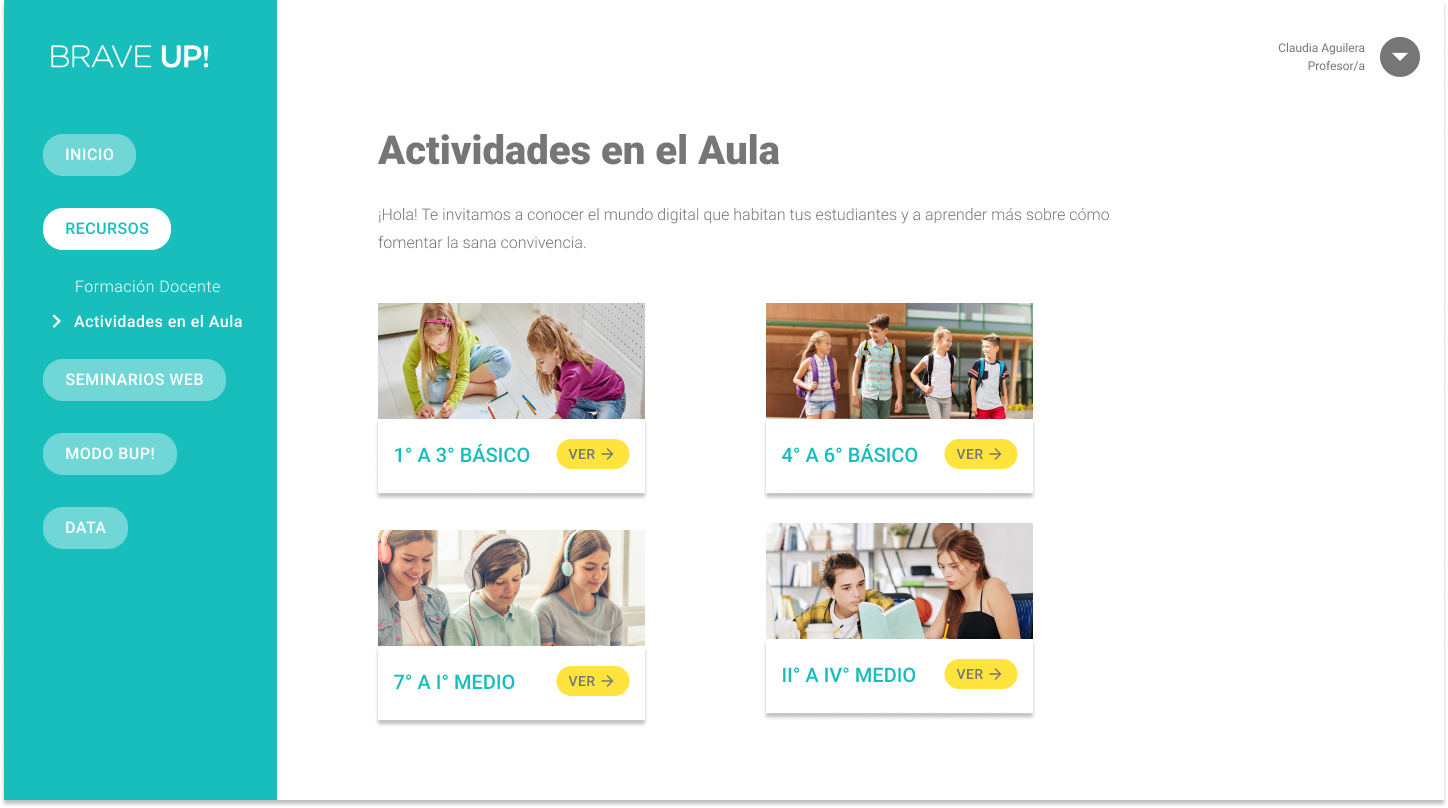 BRAVE UP!
Claudia Aguilera
Profesor/a
INICIO
RECURSOS
Formación Docente
Actividades en el Aula
SEMINARIOS WEB
MODO BUP!
DATA
Actividades en el Aula
¡Hola! Te invitamos a conocer el mundo digital que habitan tus estudiantes y a aprender más sobre cómo
fomentar la sana convivencia.
1° A 3° BÁSICO
VER →
4° A 6° BÁSICO
VER →
7° A I° MEDIO
VER →
II° A IV° MEDIO
VER →